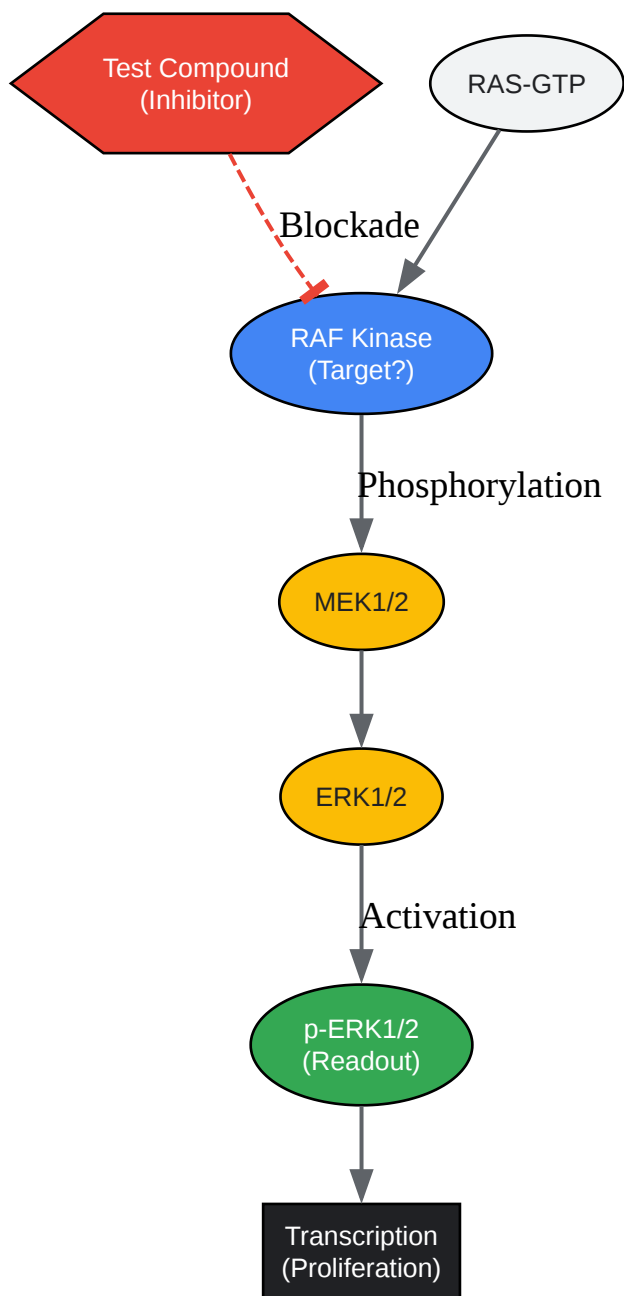 Test Compound
(Inhibitor)
RAS-GTP
Blockade
RAF Kinase
(Target?)
Phosphorylation
MEK1/2
ERK1/2
Activation
p-ERK1/2
(Readout)
Transcription
(Proliferation)